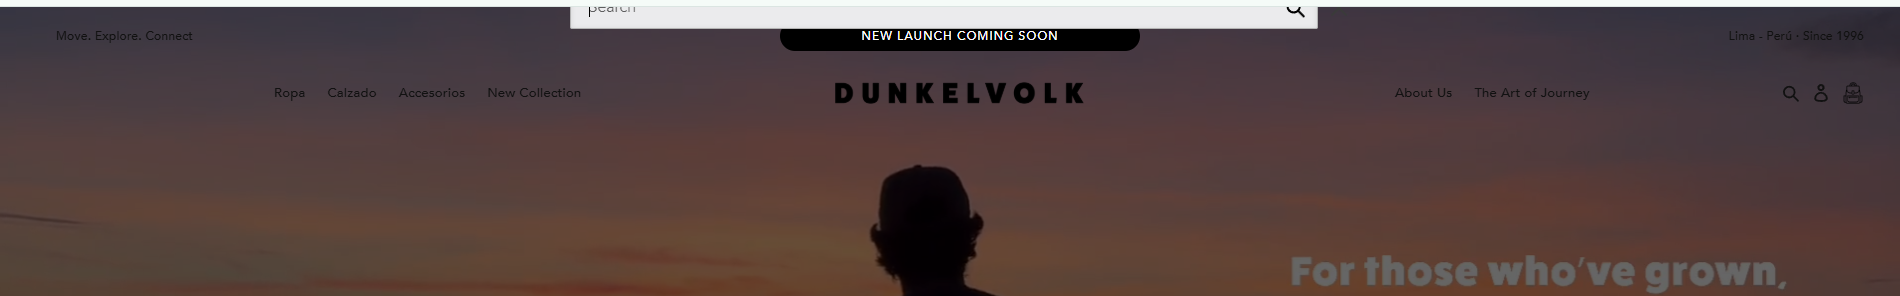 Search
NEW LAUNCH COMING SOON
Move. Explore. Connect
Lima - Perú · Since 1996
Ropa Calzado Accesorios New Collection
DUNKELVOLK
About Us The Art of Journey
For those who've grown,